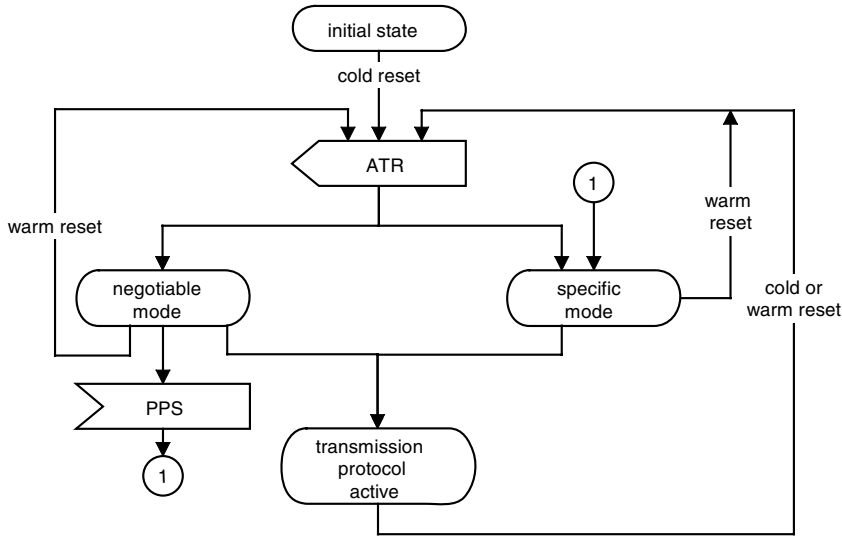 initial state
cold reset
ATR
1
warm reset
warm
reset
negotiable
mode
specific
mode
cold or
warm reset
PPS
1
transmission
protocol
active